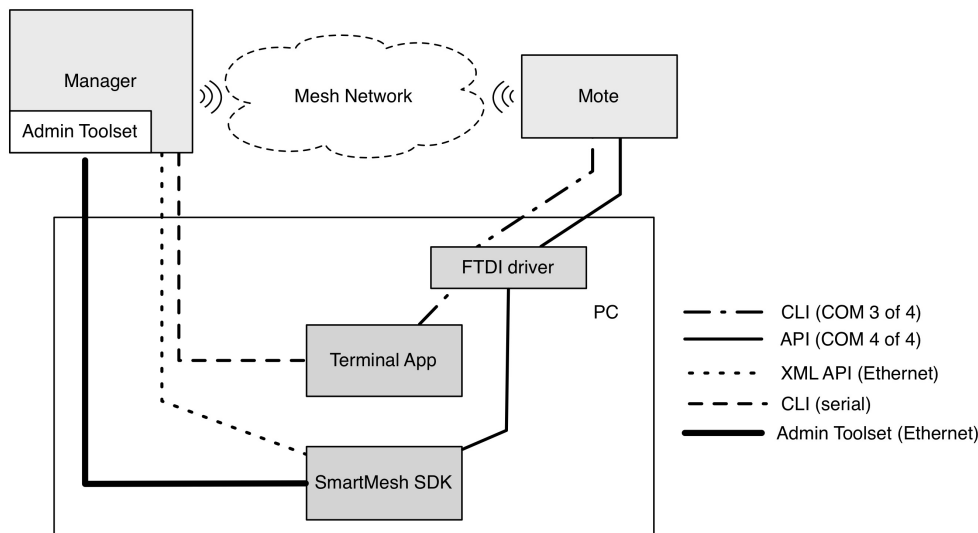 Manager
Mesh Network
Mote
Admin Toolset
FTDI driver
PC
Terminal App
SmartMesh SDK
CLI (COM 3 of 4)
API (COM 4 of 4)
XML API (Ethernet)
CLI (serial)
Admin Toolset (Ethernet)